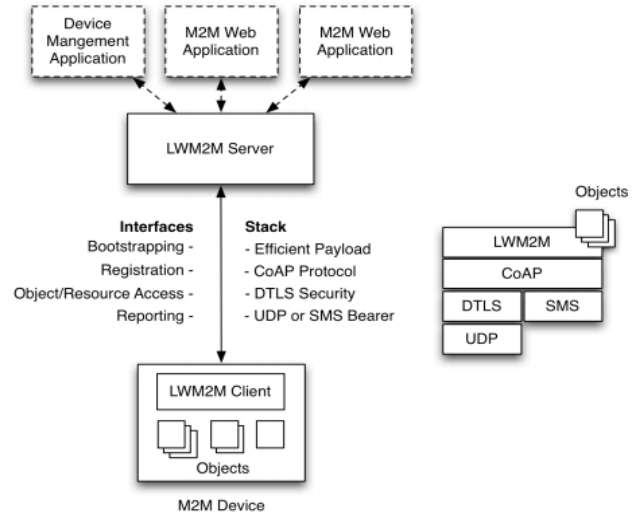 Device
Mangement
Application
M2M Web
Application
M2M Web
Application
LWM2M Server
Interfaces
Bootstrapping -
Registration -
Object/Resource Access -
Reporting -
Stack
- Efficient Payload
- CoAP Protocol
- DTLS Security
- UDP or SMS Bearer
LWM2M Client
Objects
M2M Device
Objects
LWM2M
CoAP
DTLS
SMS
UDP